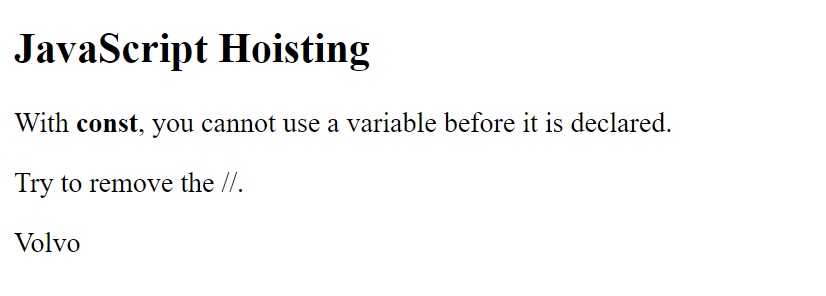 JavaScript Hoisting
With const, you cannot use a variable before it is declared.
Try to remove the //.
Volvo